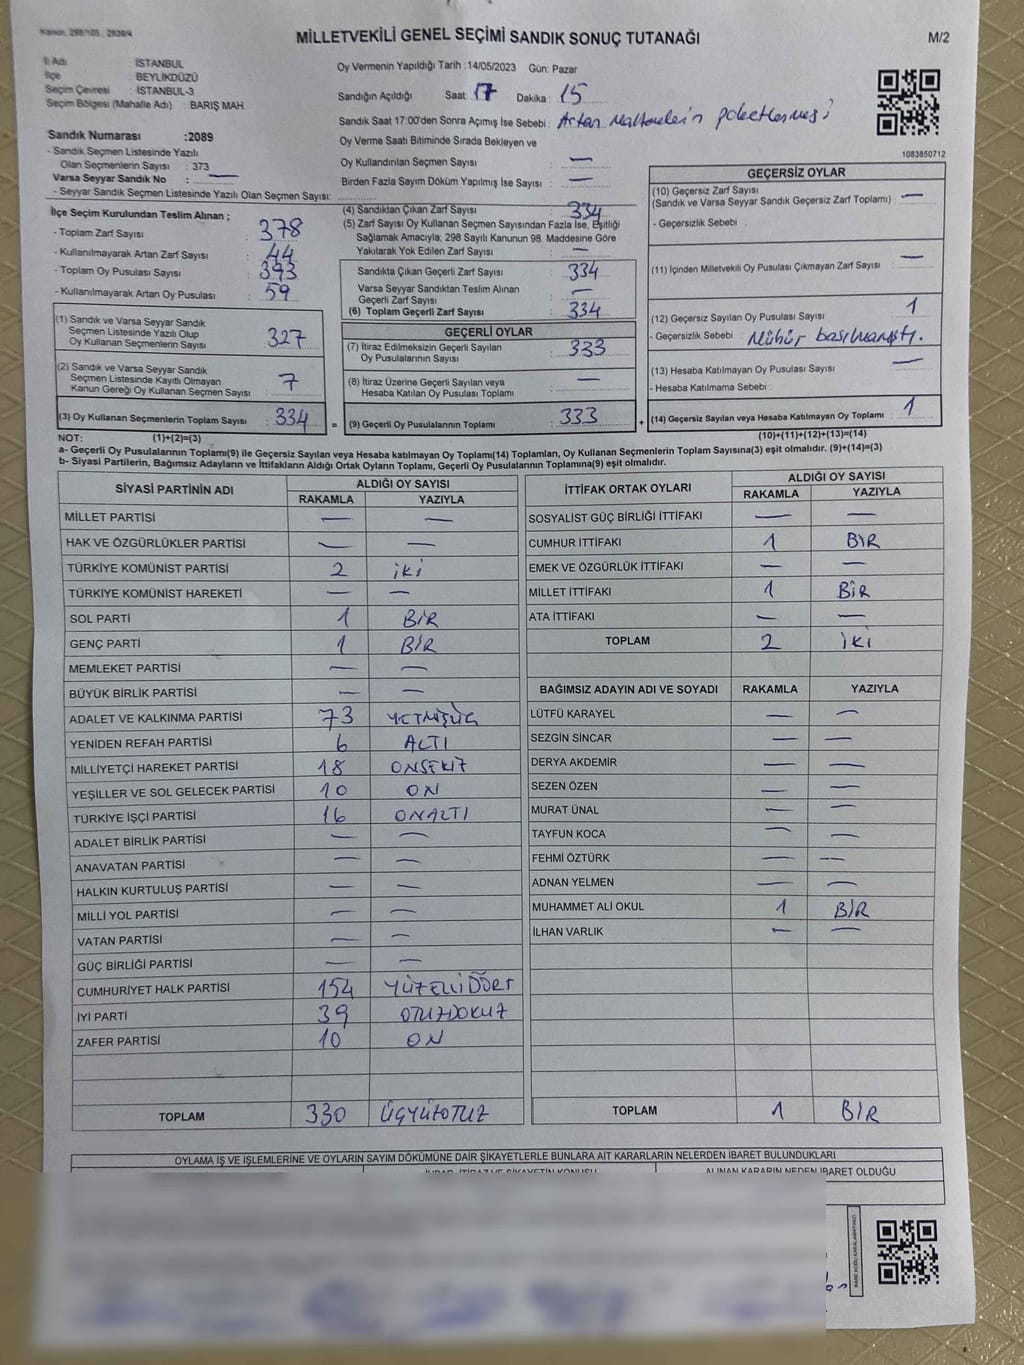 Kanun, 298/105., 2839/4
MİLLETVEKİLİ GENEL SEÇİMİ SANDIK SONUÇ TUTANAĞI
M/2
İl Adı : İSTANBUL
İlçe : BEYLİKDÜZÜ
Seçim Çevresi : İSTANBUL-3
Seçim Bölgesi (Mahalle Adı) : BARIŞ MAH
Sandık Numarası :2089
- Sandık Seçmen Listesinde Yazılı
Olan Seçmenlerin Sayısı : 373
Varsa Seyyar Sandık No : —
- Seyyar Sandık Seçmen Listesinde Yazılı Olan Seçmen Sayısı:
Oy Vermenin Yapıldığı Tarih :14/05/2023 Gün: Pazar
Sandığın Açıldığı Saat: 17 Dakika : 15
Sandık Saat 17:00'den Sonra Açımış İse Sebebi : Artan Malzemelerin paketlenmesi
Oy Verme Saati Bitiminde Sırada Bekleyen ve
Oy Kullandırılan Seçmen Sayısı : —
Birden Fazla Sayım Döküm Yapılmış İse Sayısı : —
1083850712
İlçe Seçim Kurulundan Teslim Alınan ;
- Toplam Zarf Sayısı : 378
- Kullanılmayarak Artan Zarf Sayısı : 44
- Toplam Oy Pusulası Sayısı : 393
- Kullanılmayarak Artan Oy Pusulası : 59
(1) Sandık ve Varsa Seyyar Sandık
Seçmen Listesinde Yazılı Olup
Oy Kullanan Seçmenlerin Sayısı : 327
(2) Sandık ve Varsa Seyyar Sandık
Seçmen Listesinde Kayıtlı Olmayan
Kanun Gereği Oy Kullanan Seçmen Sayısı : 7
(3) Oy Kullanan Seçmenlerin Toplam Sayısı : 334
(4) Sandıktan Çıkan Zarf Sayısı : 334
(5) Zarf Sayısı Oy Kullanan Seçmen Sayısından Fazla İse, Eşitliği
Sağlamak Amacıyla; 298 Sayılı Kanunun 98. Maddesine Göre
Yakılarak Yok Edilen Zarf Sayısı : —
Sandıkta Çıkan Geçerli Zarf Sayısı : 334
Varsa Seyyar Sandıktan Teslim Alınan
Geçerli Zarf Sayısı : —
(6) Toplam Geçerli Zarf Sayısı : 334
GEÇERLİ OYLAR
(7) İtiraz Edilmeksizin Geçerli Sayılan
Oy Pusulalarının Sayısı : 333
(8) İtiraz Üzerine Geçerli Sayılan veya
Hesaba Katılan Oy Pusulası Toplamı : —
= (9) Geçerli Oy Pusulalarının Toplamı : 333 +
GEÇERSİZ OYLAR
(10) Geçersiz Zarf Sayısı
(Sandık ve Varsa Seyyar Sandık Geçersiz Zarf Toplamı) : —
- Geçersizlik Sebebi :
(11) İçinden Milletvekili Oy Pusulası Çıkmayan Zarf Sayısı : —
(12) Geçersiz Sayılan Oy Pusulası Sayısı : 1
- Geçersizlik Sebebi : Mühür basılmamıştı.
(13) Hesaba Katılmayan Oy Pusulası Sayısı : —
- Hesaba Katılmama Sebebi :
(14) Geçersiz Sayılan veya Hesaba Katılmayan Oy Toplamı : 1
NOT: (1)+(2)=(3)
(10)+(11)+(12)+(13)=(14)
a- Geçerli Oy Pusulalarının Toplamı(9) ile Geçersiz Sayılan veya Hesaba katılmayan Oy Toplamı(14) Toplamları, Oy Kullanan Seçmenlerin Toplam Sayısına(3) eşit olmalıdır. (9)+(14)=(3)
b- Siyasi Partilerin, Bağımsız Adayların ve İttifakların Aldığı Ortak Oyların Toplamı, Geçerli Oy Pusulalarının Toplamına(9) eşit olmalıdır.
SİYASİ PARTİNİN ADI ALDIĞI OY SAYISI
RAKAMLA YAZIYLA
MİLLET PARTİSİ — —
HAK VE ÖZGÜRLÜKLER PARTİSİ — —
TÜRKİYE KOMÜNİST PARTİSİ 2 iki
TÜRKİYE KOMÜNİST HAREKETİ — —
SOL PARTİ 1 BİR
GENÇ PARTİ 1 BİR
MEMLEKET PARTİSİ — —
BÜYÜK BİRLİK PARTİSİ — —
ADALET VE KALKINMA PARTİSİ 73 YETMİŞÜÇ
YENİDEN REFAH PARTİSİ 6 ALTI
MİLLİYETÇİ HAREKET PARTİSİ 18 ONSEKİZ
YEŞİLLER VE SOL GELECEK PARTİSİ 10 ON
TÜRKİYE İŞÇİ PARTİSİ 16 ONALTI
ADALET BİRLİK PARTİSİ — —
ANAVATAN PARTİSİ — —
HALKIN KURTULUŞ PARTİSİ — —
MİLLİ YOL PARTİSİ — —
VATAN PARTİSİ — —
GÜÇ BİRLİĞİ PARTİSİ — —
CUMHURİYET HALK PARTİSİ 154 YÜZELLİDÖRT
İYİ PARTİ 39 OTUZDOKUZ
ZAFER PARTİSİ 10 ON
TOPLAM 330 ÜÇYÜZOTUZ
İTTİFAK ORTAK OYLARI ALDIĞI OY SAYISI
RAKAMLA YAZIYLA
SOSYALİST GÜÇ BİRLİĞİ İTTİFAKI — —
CUMHUR İTTİFAKI 1 BİR
EMEK VE ÖZGÜRLÜK İTTİFAKI — —
MİLLET İTTİFAKI 1 BİR
ATA İTTİFAKI — —
TOPLAM 2 İKİ
BAĞIMSIZ ADAYIN ADI VE SOYADI RAKAMLA YAZIYLA
LÜTFÜ KARAYEL — —
SEZGİN SİNCAR — —
DERYA AKDEMİR — —
SEZEN ÖZEN — —
MURAT ÜNAL — —
TAYFUN KOCA — —
FEHMİ ÖZTÜRK — —
ADNAN YELMEN — —
MUHAMMET ALİ OKUL 1 BİR
İLHAN VARLIK — —
TOPLAM 1 BİR
OYLAMA İŞ VE İŞLEMLERİNE VE OYLARIN SAYIM DÖKÜMÜNE DAİR ŞİKAYETLERLE BUNLARA AİT KARARLARIN NELERDEN İBARET BULUNDUKLARI
İHBAR, İTİRAZ VE ŞİKAYETİN KONUSU ALINAN KARARIN NEDEN İBARET OLDUĞU